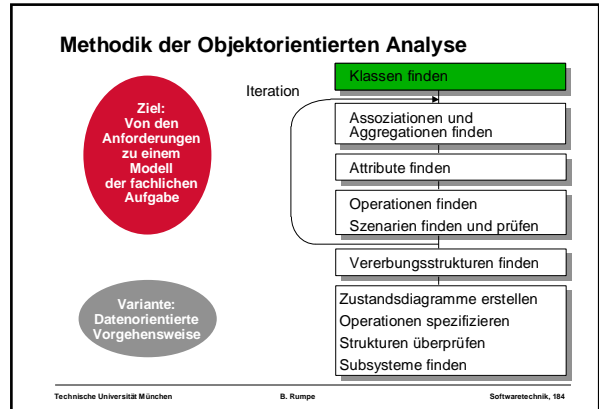 Methodik der Objektorientierten Analyse
Ziel:
Von den
Anforderungen
zu einem
Modell
der fachlichen
Aufgabe
Iteration
Klassen finden
Assoziationen und
Aggregationen finden
Attribute finden
Operationen finden
Szenarien finden und prüfen
Vererbungsstrukturen finden
Variante:
Datenorientierte
Vorgehensweise
Zustandsdiagramme erstellen
Operationen spezifizieren
Strukturen überprüfen
Subsysteme finden
Technische Universität München B. Rumpe Softwaretechnik, 184